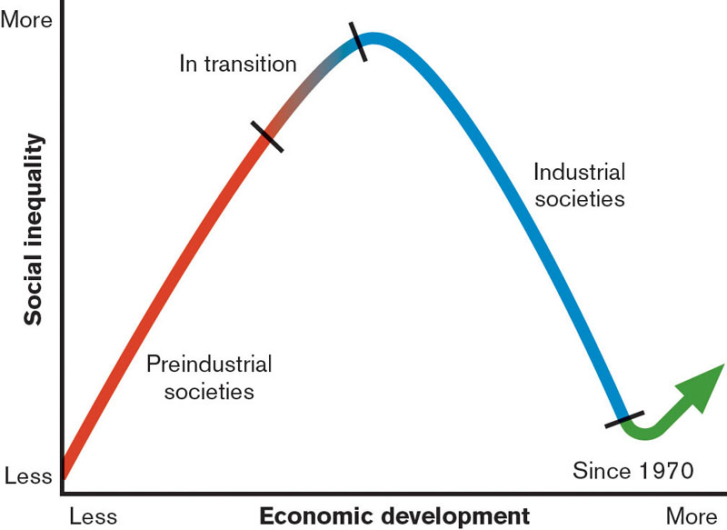 More
In transition
Industrial
societies
Social inequality
Preindustrial
societies
Less
Since 1970
Less
Economic development
More